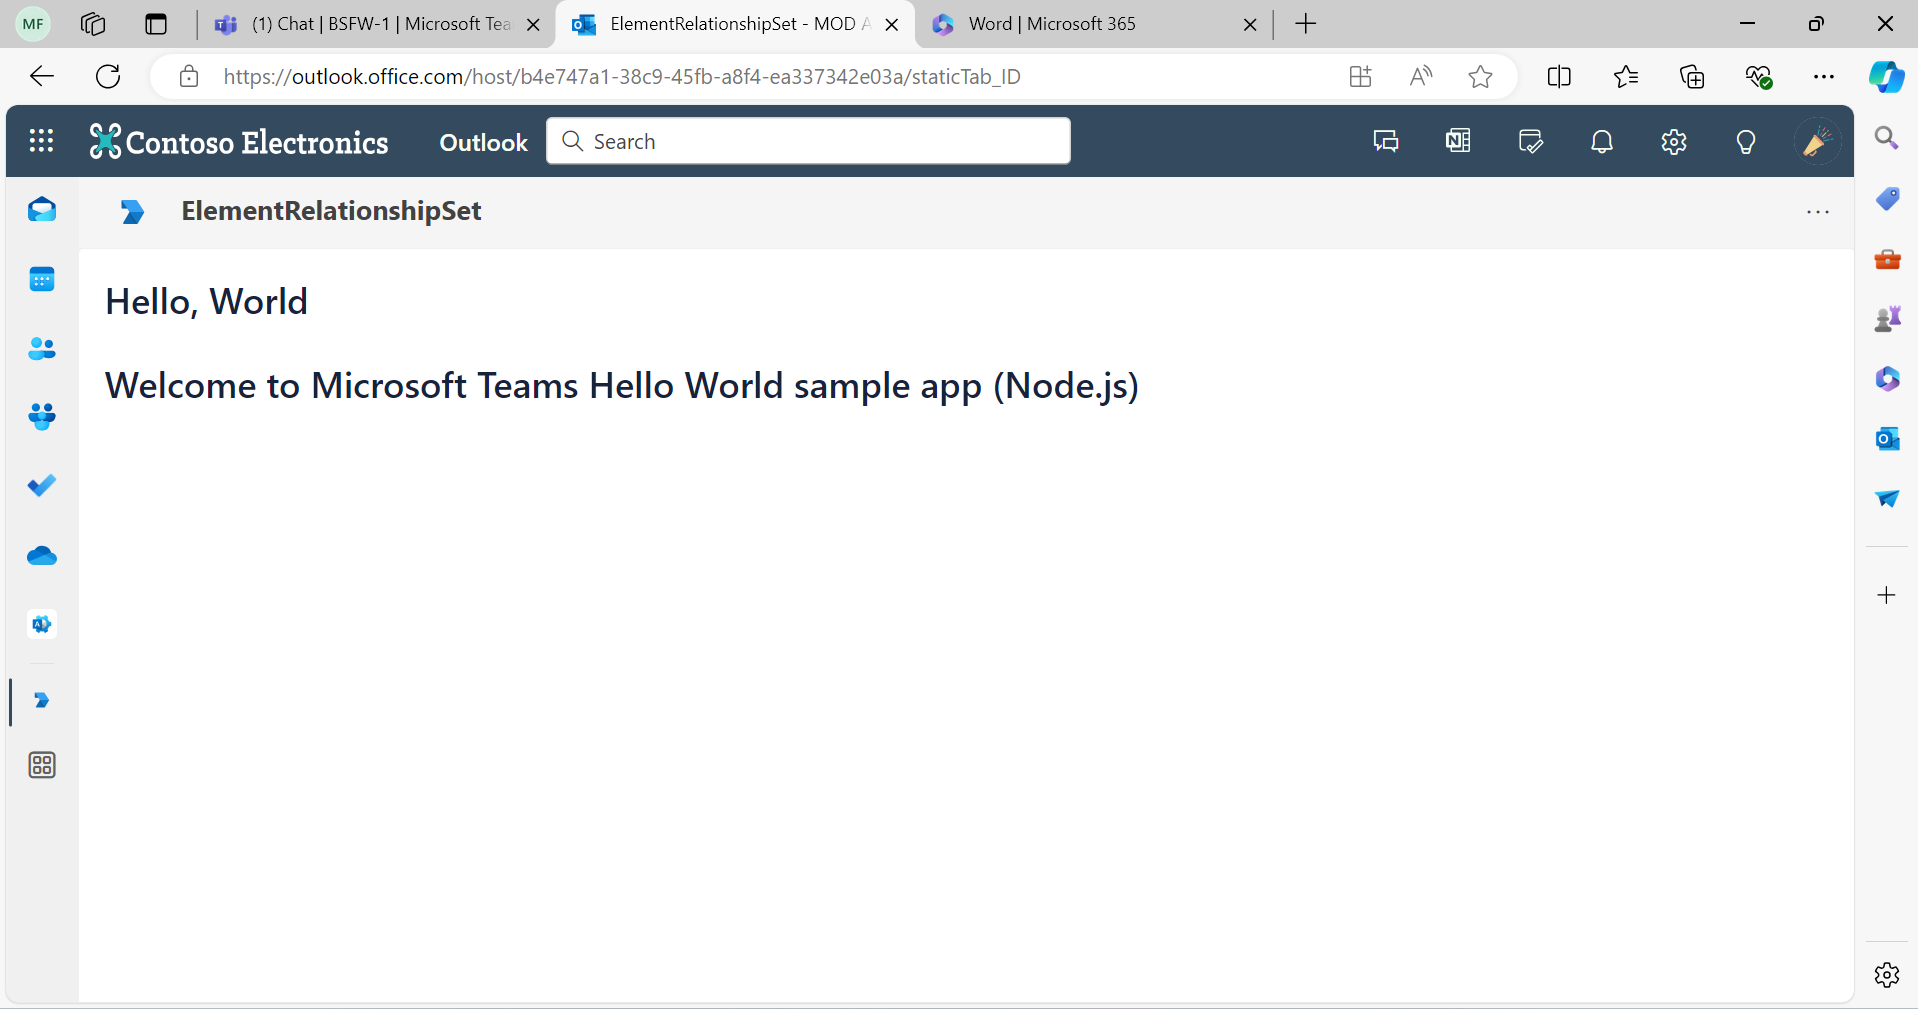 MF
(1) Chat | BSFW-1 | Microsoft Tea
ElementRelationshipSet - MOD A
Word | Microsoft 365
https://outlook.office.com/host/b4e747a1-38c9-45fb-a8f4-ea337342e03a/staticTab_ID
Contoso Electronics
Outlook
Search
ElementRelationshipSet
Hello, World
Welcome to Microsoft Teams Hello World sample app (Node.js)